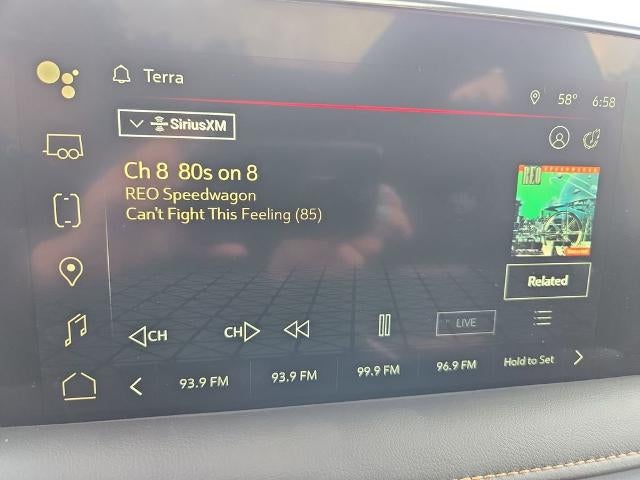 Terra
58° 6:58
SiriusXM
Ch 8 80s on 8
REO Speedwagon
Can't Fight This Feeling (85)
REO SPEEDWAGON
Related
CH
CH
LIVE
93.9 FM 93.9 FM 99.9 FM 96.9 FM Hold to Set